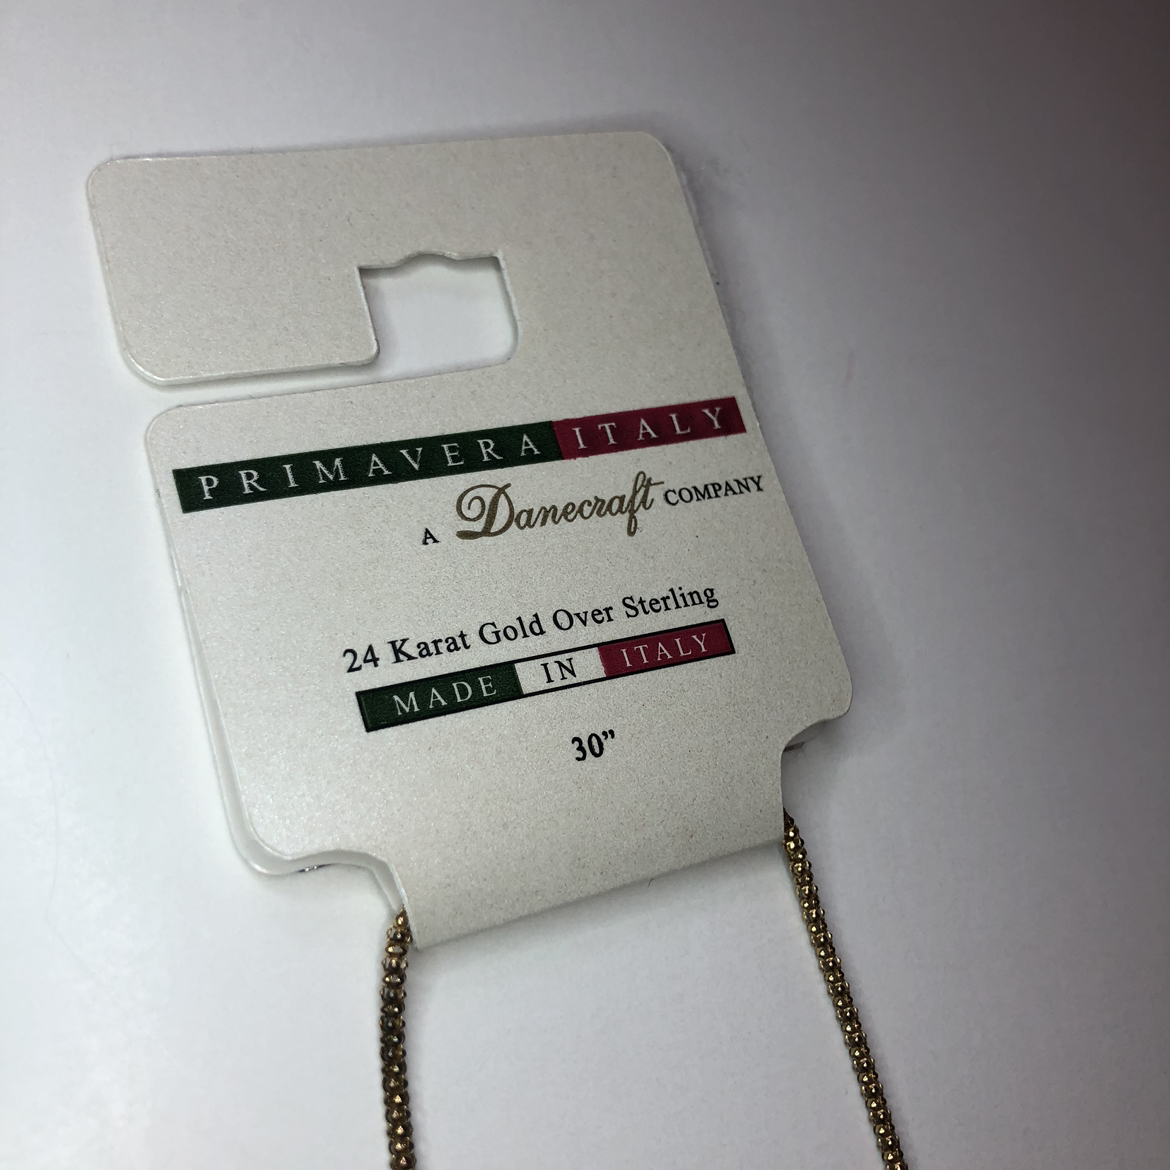 PRIMAVERA ITALY
A Danecraft COMPANY
24 Karat Gold Over Sterling
MADE IN ITALY
30”